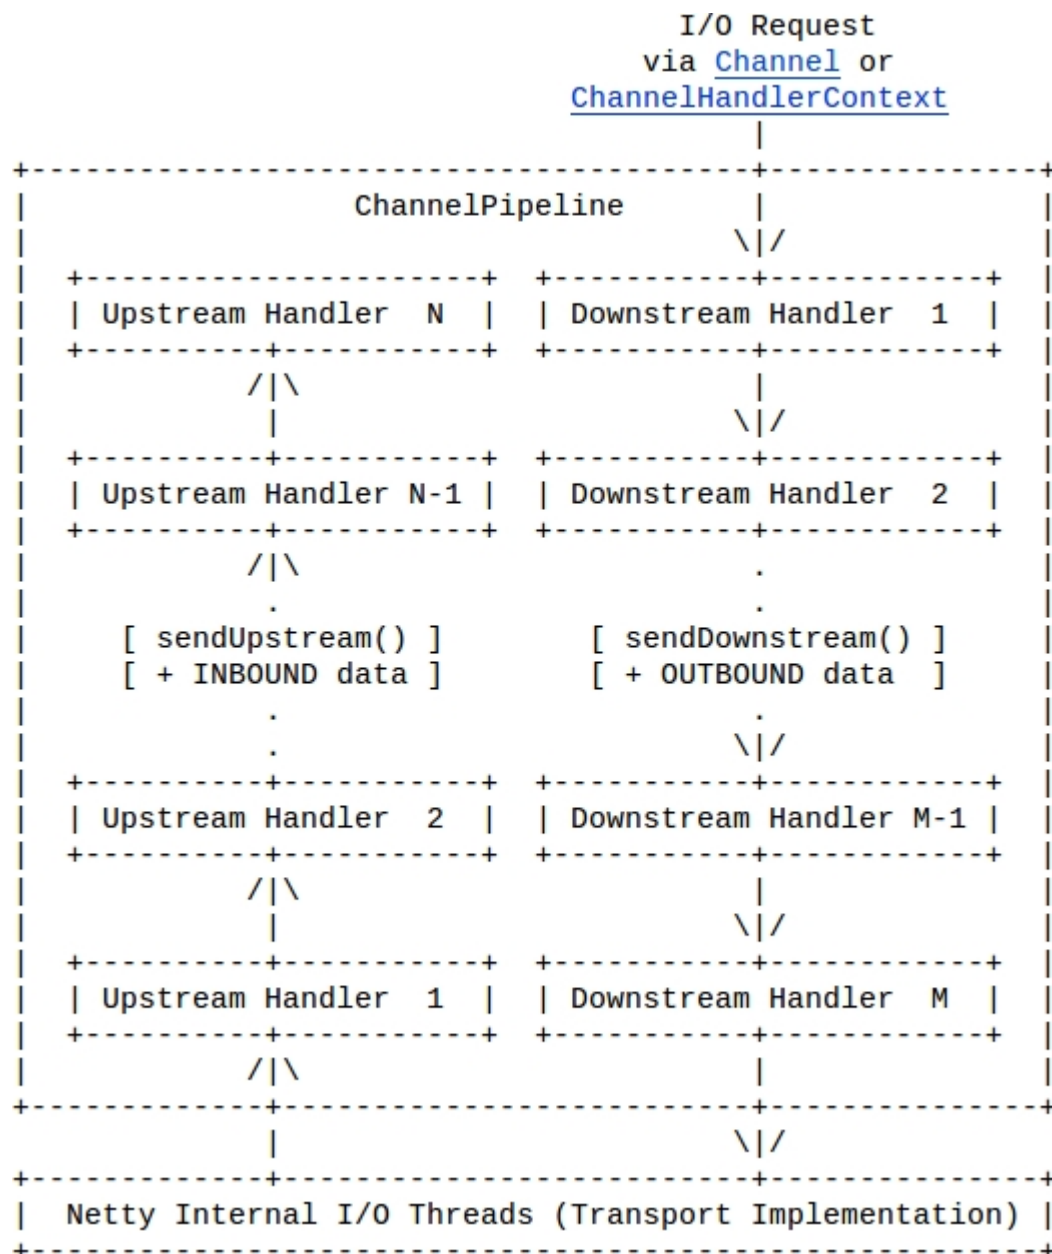 I/O Request
via Channel or
ChannelHandlerContext
|
+----------------------------------------+---------------+
|                  ChannelPipeline       |               |
|                                       \|/              |
|  +----------------------+  +-----------+------------+  |
|  | Upstream Handler  N  |  | Downstream Handler  1  |  |
|  +----------+-----------+  +-----------+------------+  |
|            /|\                         |               |
|             |                         \|/              |
|  +----------+-----------+  +-----------+------------+  |
|  | Upstream Handler N-1 |  | Downstream Handler  2  |  |
|  +----------+-----------+  +-----------+------------+  |
|            /|\                         .               |
|             .                          .               |
|     [ sendUpstream() ]        [ sendDownstream() ]     |
|     [ + INBOUND data ]        [ + OUTBOUND data  ]     |
|             .                          .               |
|             .                         \|/              |
|  +----------+-----------+  +-----------+------------+  |
|  | Upstream Handler  2  |  | Downstream Handler M-1 |  |
|  +----------+-----------+  +-----------+------------+  |
|            /|\                         |               |
|             |                         \|/              |
|  +----------+-----------+  +-----------+------------+  |
|  | Upstream Handler  1  |  | Downstream Handler  M  |  |
|  +----------+-----------+  +-----------+------------+  |
|            /|\                         |               |
+-------------+--------------------------+---------------+
              |                         \|/
+-------------+--------------------------+---------------+
|  Netty Internal I/O Threads (Transport Implementation) |
+--------------------------------------------------------+